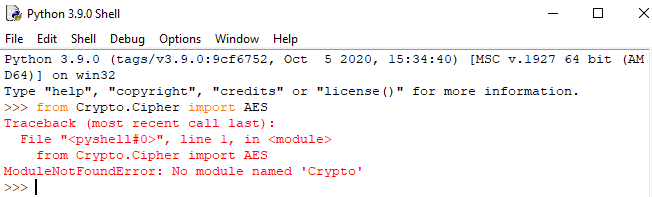 Python 3.9.0 Shell
File Edit Shell Debug Options Window Help
Python 3.9.0 (tags/v3.9.0:9cf6752, Oct  5 2020, 15:34:40) [MSC v.1927 64 bit (AM
D64)] on win32
Type "help", "copyright", "credits" or "license()" for more information.
>>> from Crypto.Cipher import AES
Traceback (most recent call last):
  File "<pyshell#0>", line 1, in <module>
    from Crypto.Cipher import AES
ModuleNotFoundError: No module named 'Crypto'
>>>